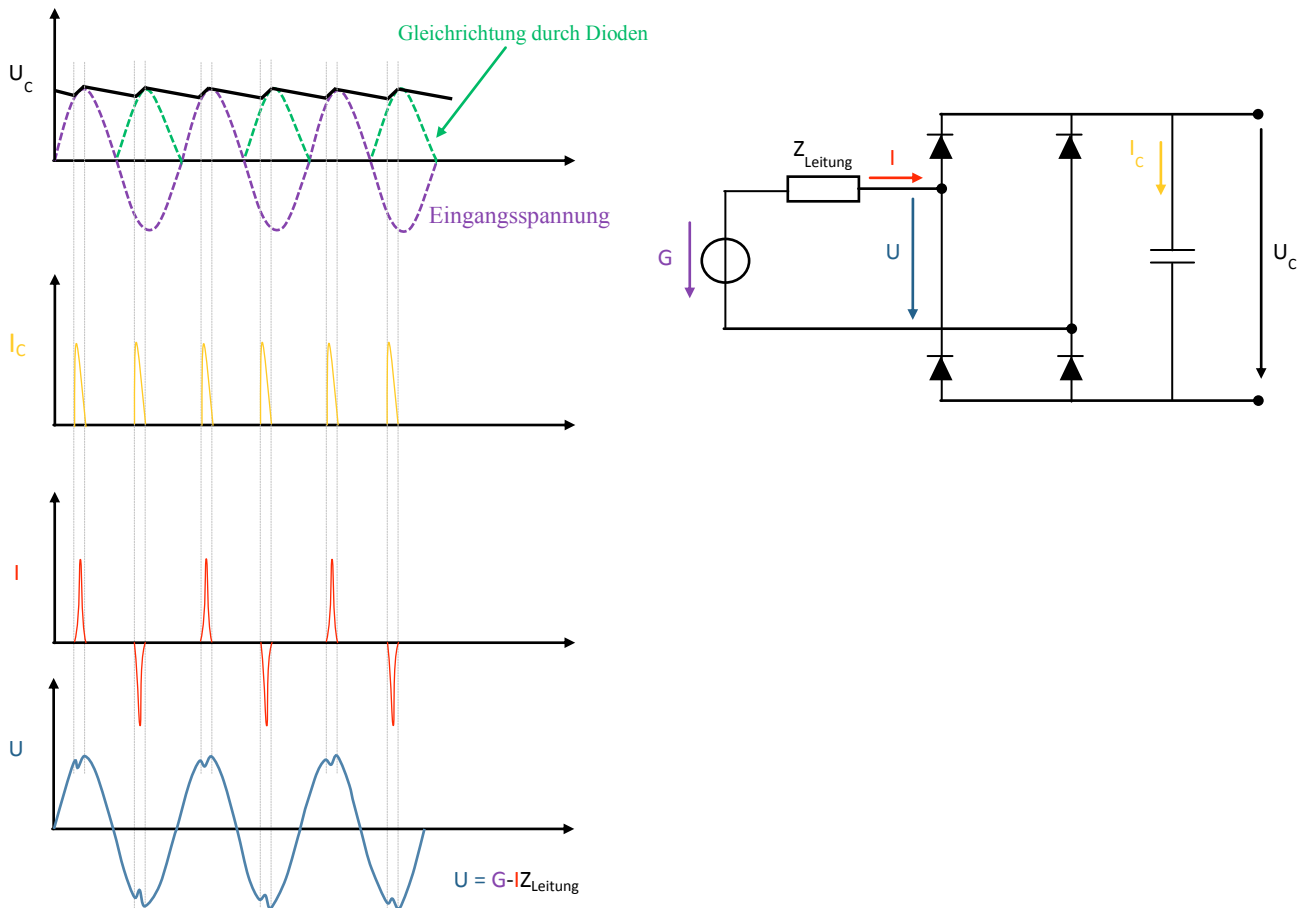 Gleichrichtung durch Dioden
U_C
Eingangsspannung
I_C
I
U
U = G-IZ_Leitung
Z_Leitung
I
I_C
G
U
U_C